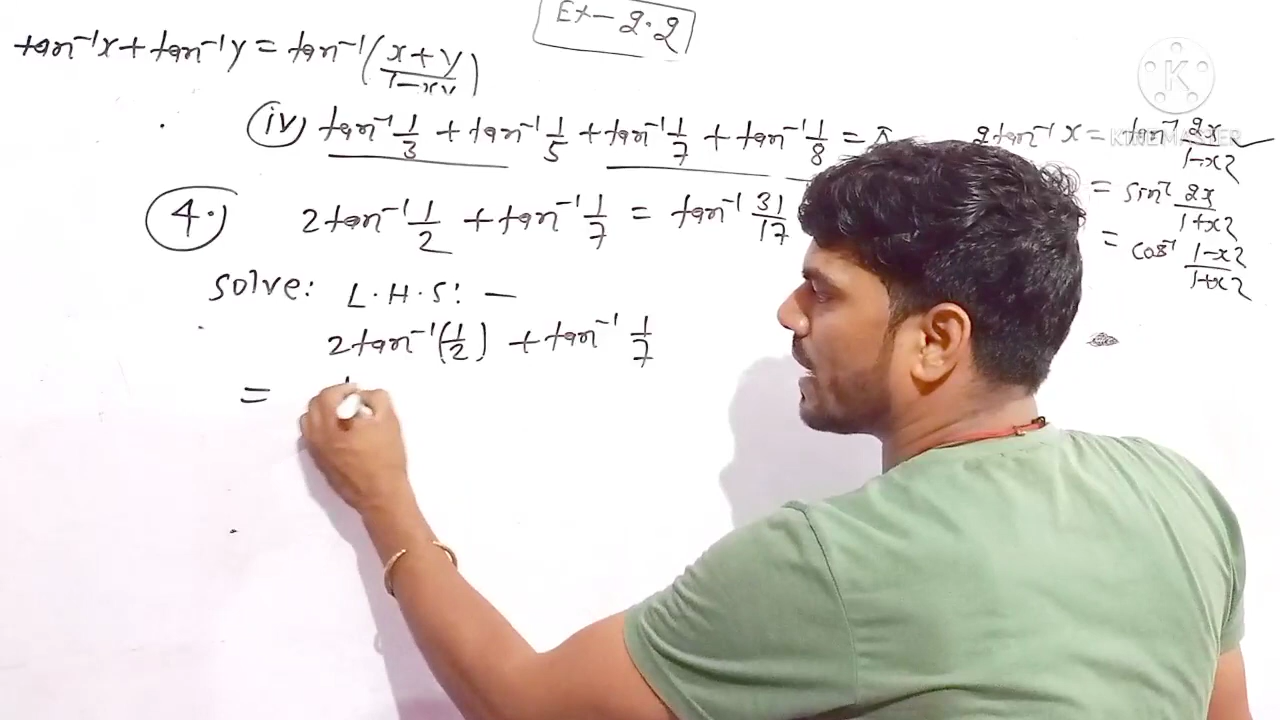 Ex- 2.2
tan⁻¹x + tan⁻¹y = tan⁻¹(x+y/1-xy)
(iv) tan⁻¹ 1/3 + tan⁻¹ 1/5 + tan⁻¹ 1/7 + tan⁻¹ 1/8 =
2tan⁻¹ x = tan⁻¹ 2x/1-x2
= sin⁻¹ 2x/1+x2
= cos⁻¹ 1-x2/1+x2
4. 2tan⁻¹ 1/2 + tan⁻¹ 1/7 = tan⁻¹ 31/17
Solve: L.H.S: —
2tan⁻¹(1/2) + tan⁻¹ 1/7
=
K
KINEMASTER